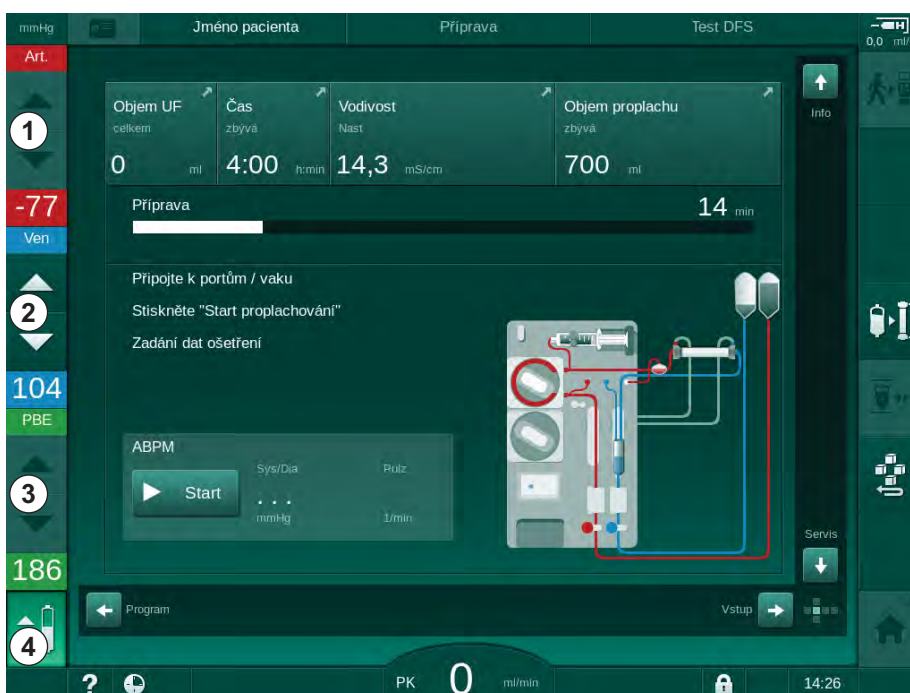 mmHg
Jméno pacienta
Příprava
Test DFS
0,0 ml/
Art.
1
-77
Ven
2
104
PBE
3
186
4
Objem UF
celkem
0 ml
Čas
zbývá
4:00 h:min
Vodivost
Nast
14,3 mS/cm
Objem proplachu
zbývá
700 ml
Info
Příprava
14 min
Připojte k portům / vaku
Stiskněte "Start proplachování"
Zadání dat ošetření
ABPM
Start
Sys/Dia
. . .
mmHg
Pulz
1/min
Servis
Program
Vstup
?
PK 0 ml/min
14:26